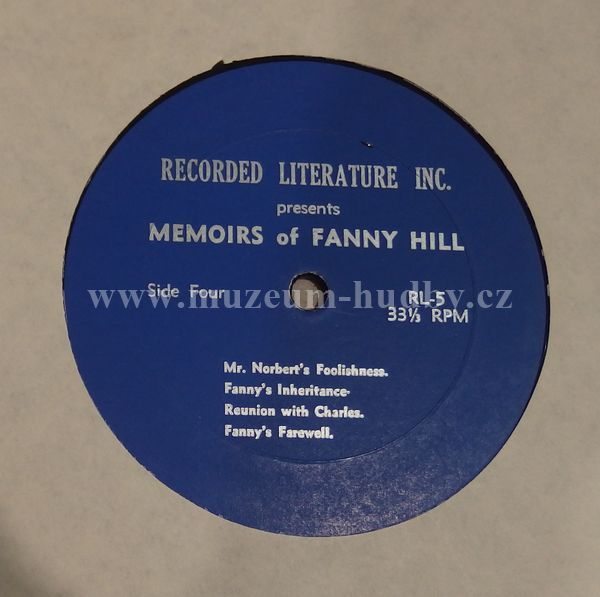 RECORDED LITERATURE INC.
presents
MEMOIRS of FANNY HILL
Side Four
www.muzeum-hudby.cz
RL-5
33⅓ RPM
Mr. Norbert's Foolishness.
Fanny's Inheritance.
Reunion with Charles.
Fanny's Farewell.